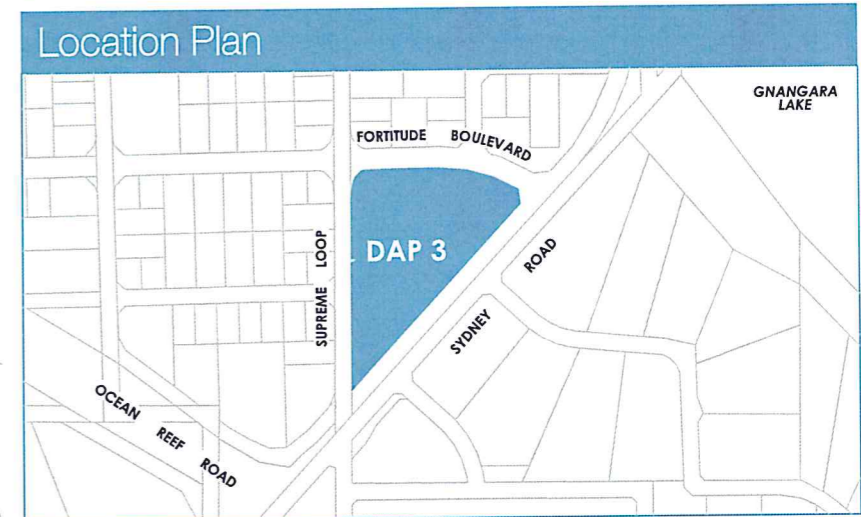 Location Plan
GNANGARA
LAKE
FORTITUDE BOULEVARD
SUPREME LOOP
DAP 3
SYDNEY ROAD
OCEAN REEF ROAD